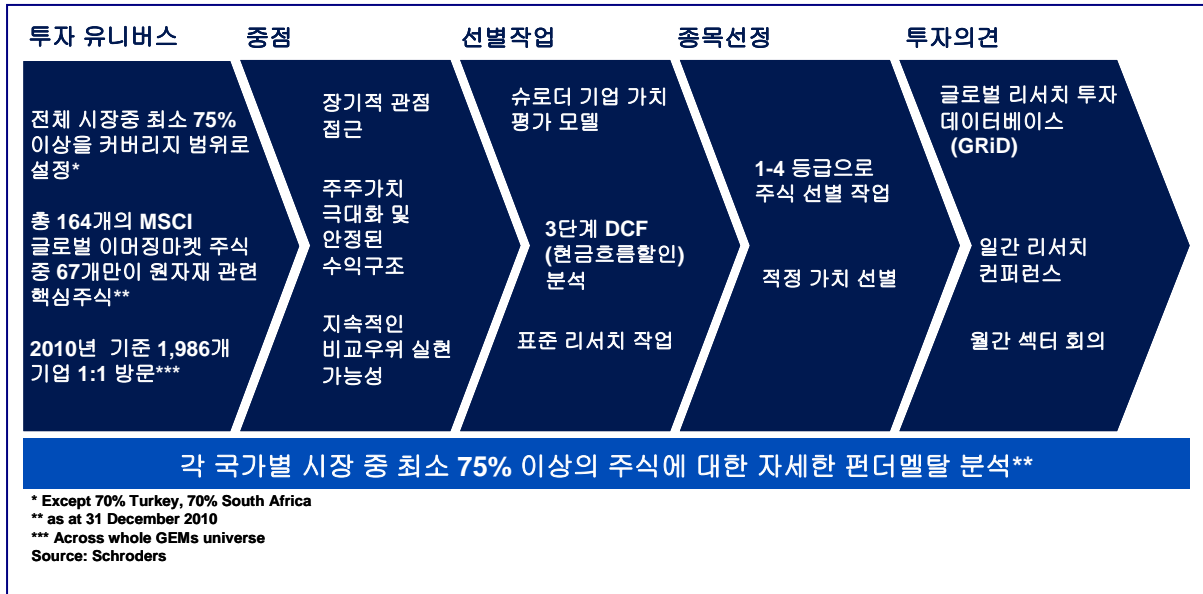 투자 유니버스
전체 시장중 최소 75%
이상을 커버리지 범위로
설정*
총 164개의 MSCI
글로벌 이머징마켓 주식
중 67개만이 원자재 관련
핵심주식**
2010년 기준 1,986개
기업 1:1 방문***
중점
장기적 관점
접근
주주가치
극대화 및
안정된
수익구조
지속적인
비교우위 실현
가능성
선별작업
슈로더 기업 가치
평가 모델
3단계 DCF
(현금흐름할인)
분석
표준 리서치 작업
종목선정
1-4 등급으로
주식 선별 작업
적정 가치 선별
투자의견
글로벌 리서치 투자
데이터베이스
(GRiD)
일간 리서치
컨퍼런스
월간 섹터 회의
각 국가별 시장 중 최소 75% 이상의 주식에 대한 자세한 펀더멜탈 분석**
* Except 70% Turkey, 70% South Africa
** as at 31 December 2010
*** Across whole GEMs universe
Source: Schroders